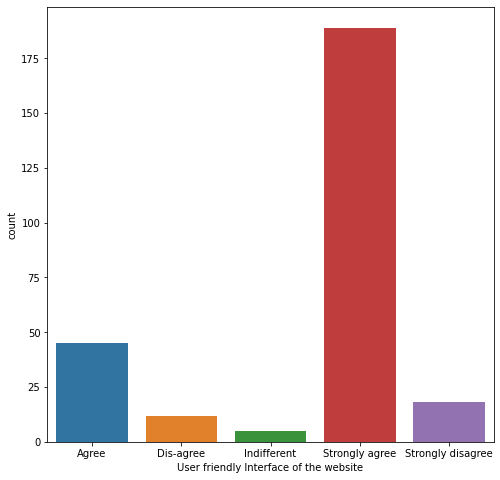 175
150
125
100
75
50
25
0
count
Agree
Dis-agree
Indifferent
Strongly agree
Strongly disagree
User friendly Interface of the website